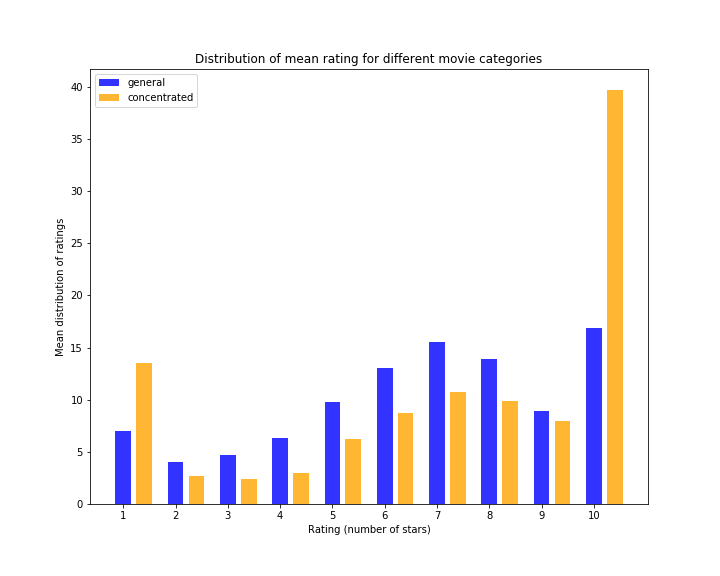 Distribution of mean rating for different movie categories
general
concentrated
Mean distribution of ratings
40
35
30
25
20
15
10
5
0
1 2 3 4 5 6 7 8 9 10
Rating (number of stars)